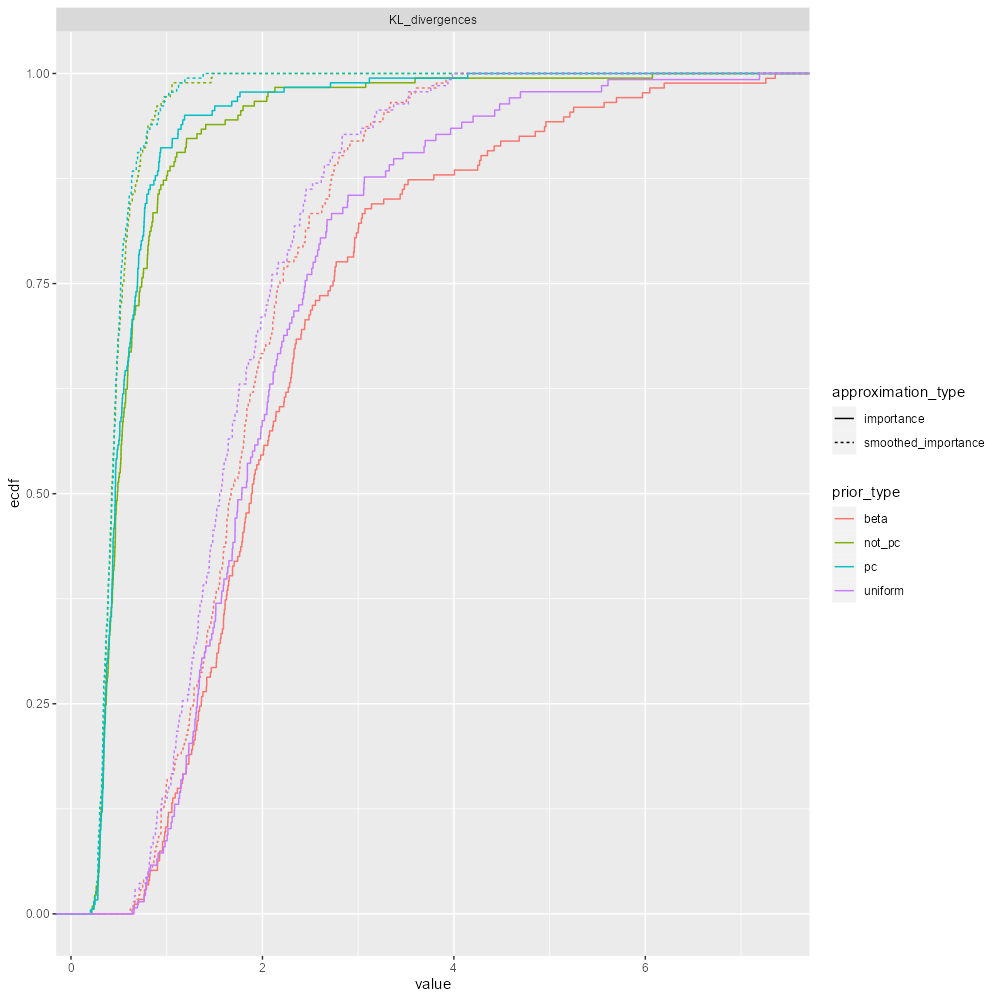 KL_divergences
1.00
0.75
0.50
0.25
0.00
ecdf
0 2 4 6
value
approximation_type
importance
smoothed_importance
prior_type
beta
not_pc
pc
uniform